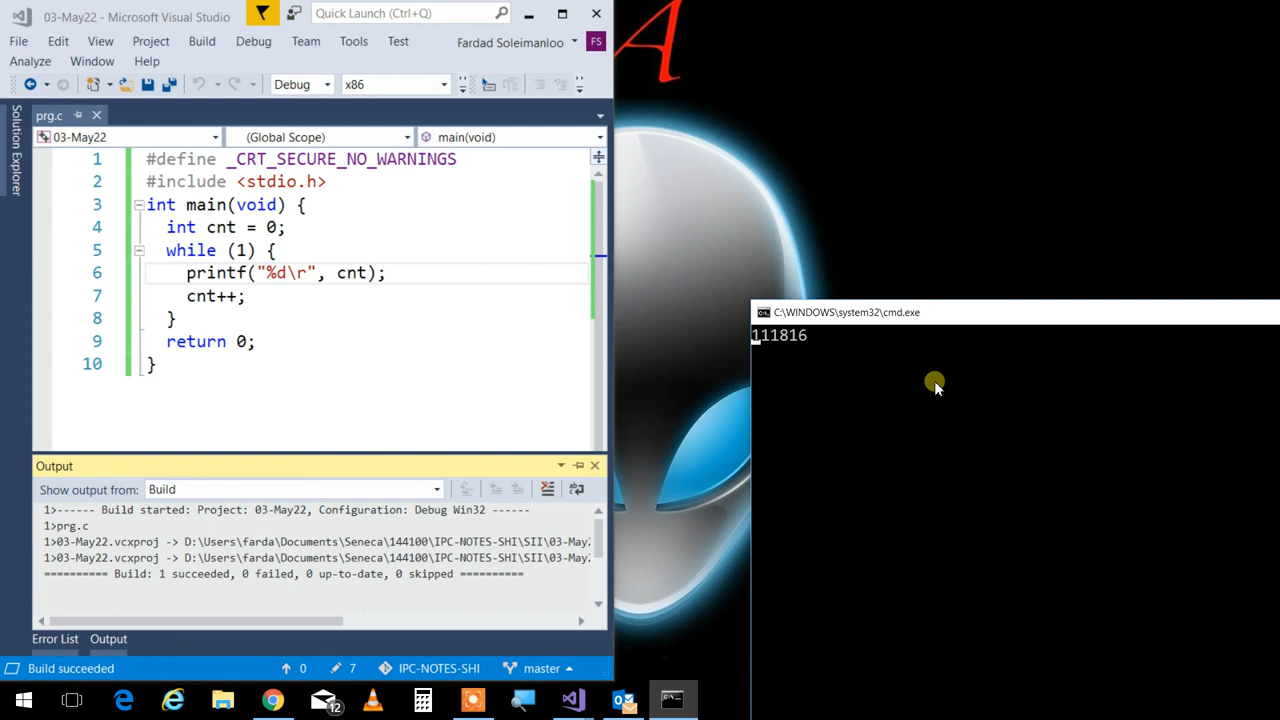 03-May22 - Microsoft Visual Studio
Quick Launch (Ctrl+Q)
File Edit View Project Build Debug Team Tools Test Fardad Soleimanloo FS
Analyze Window Help
Debug x86
prg.c
03-May22 (Global Scope) main(void)
Solution Explorer
1 #define _CRT_SECURE_NO_WARNINGS
2 #include <stdio.h>
3 int main(void) {
4 int cnt = 0;
5 while (1) {
6 printf("%d\r", cnt);
7 cnt++;
8 }
9 return 0;
10 }
Output
Show output from: Build
1>------ Build started: Project: 03-May22, Configuration: Debug Win32 ------
1>prg.c
1>03-May22.vcxproj -> D:\Users\farda\Documents\Seneca\144100\IPC-NOTES-SHI\SII\03-May2
1>03-May22.vcxproj -> D:\Users\farda\Documents\Seneca\144100\IPC-NOTES-SHI\SII\03-May2
========== Build: 1 succeeded, 0 failed, 0 up-to-date, 0 skipped ==========
Error List Output
Build succeeded 0 7 IPC-NOTES-SHI master
A
C:\WINDOWS\system32\cmd.exe
111816
12